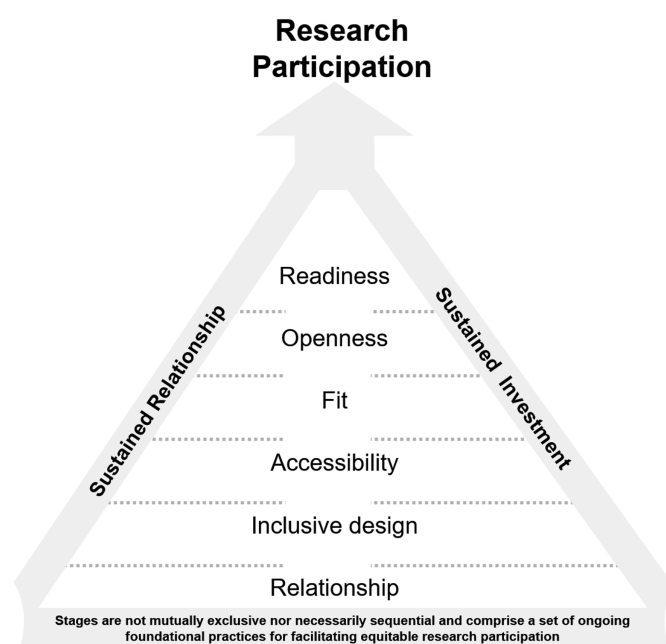 Research
Participation
Readiness
Openness
Fit
Accessibility
Inclusive design
Relationship
Sustained Relationship
Sustained Investment
Stages are not mutually exclusive nor necessarily sequential and comprise a set of ongoing
foundational practices for facilitating equitable research participation